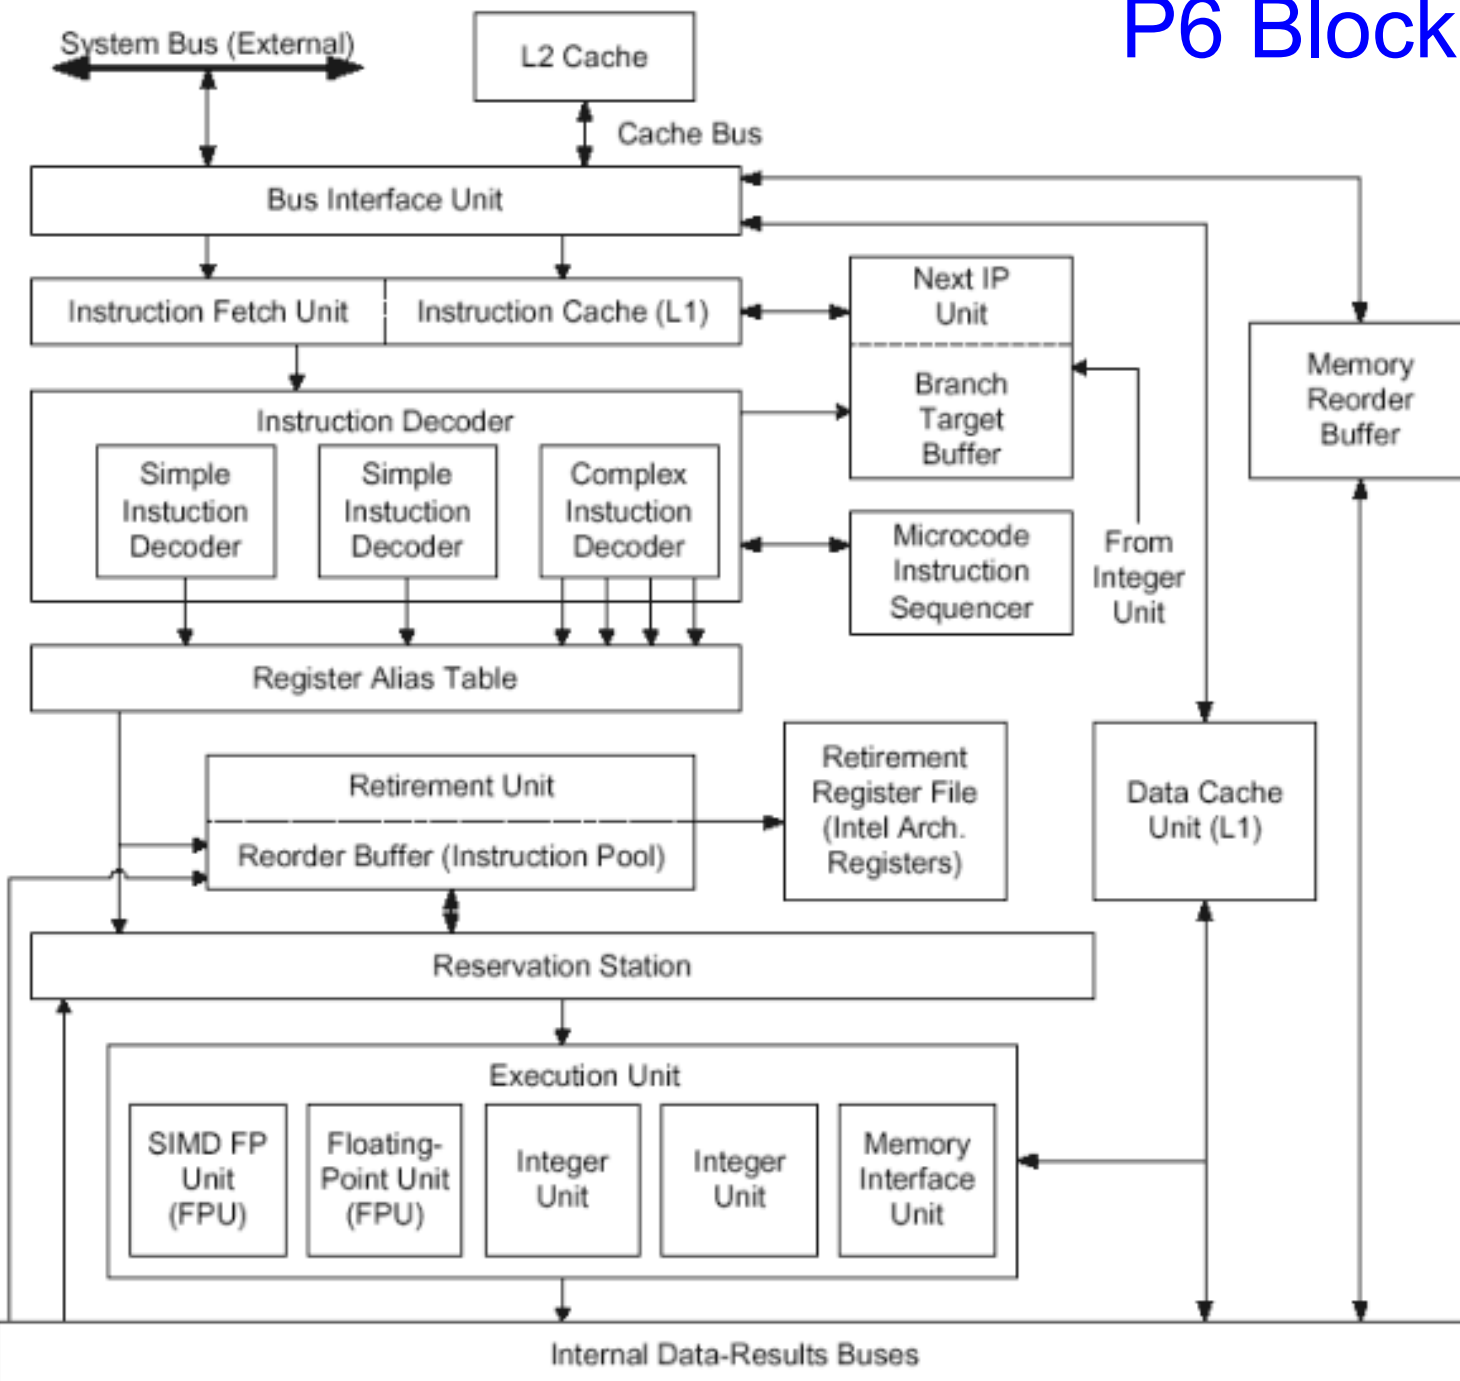 P6 Block
System Bus (External)
L2 Cache
Cache Bus
Bus Interface Unit
Instruction Fetch Unit
Instruction Cache (L1)
Next IP
Unit
Branch
Target
Buffer
Memory
Reorder
Buffer
Instruction Decoder
Simple
Instuction
Decoder
Simple
Instuction
Decoder
Complex
Instuction
Decoder
Microcode
Instruction
Sequencer
From
Integer
Unit
Register Alias Table
Retirement Unit
Reorder Buffer (Instruction Pool)
Retirement
Register File
(Intel Arch.
Registers)
Data Cache
Unit (L1)
Reservation Station
Execution Unit
SIMD FP
Unit
(FPU)
Floating-
Point Unit
(FPU)
Integer
Unit
Integer
Unit
Memory
Interface
Unit
Internal Data-Results Buses